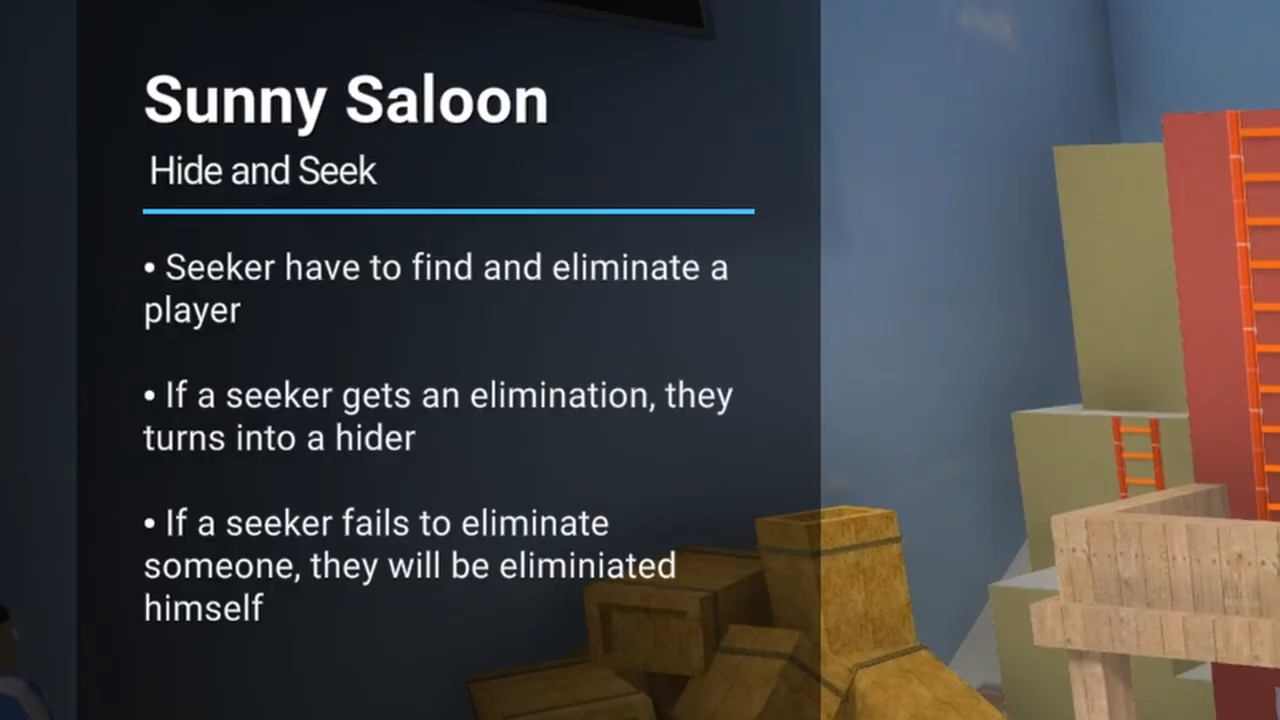 Sunny Saloon
Hide and Seek
• Seeker have to find and eliminate a
player
• If a seeker gets an elimination, they
turns into a hider
• If a seeker fails to eliminate
someone, they will be eliminiated
himself